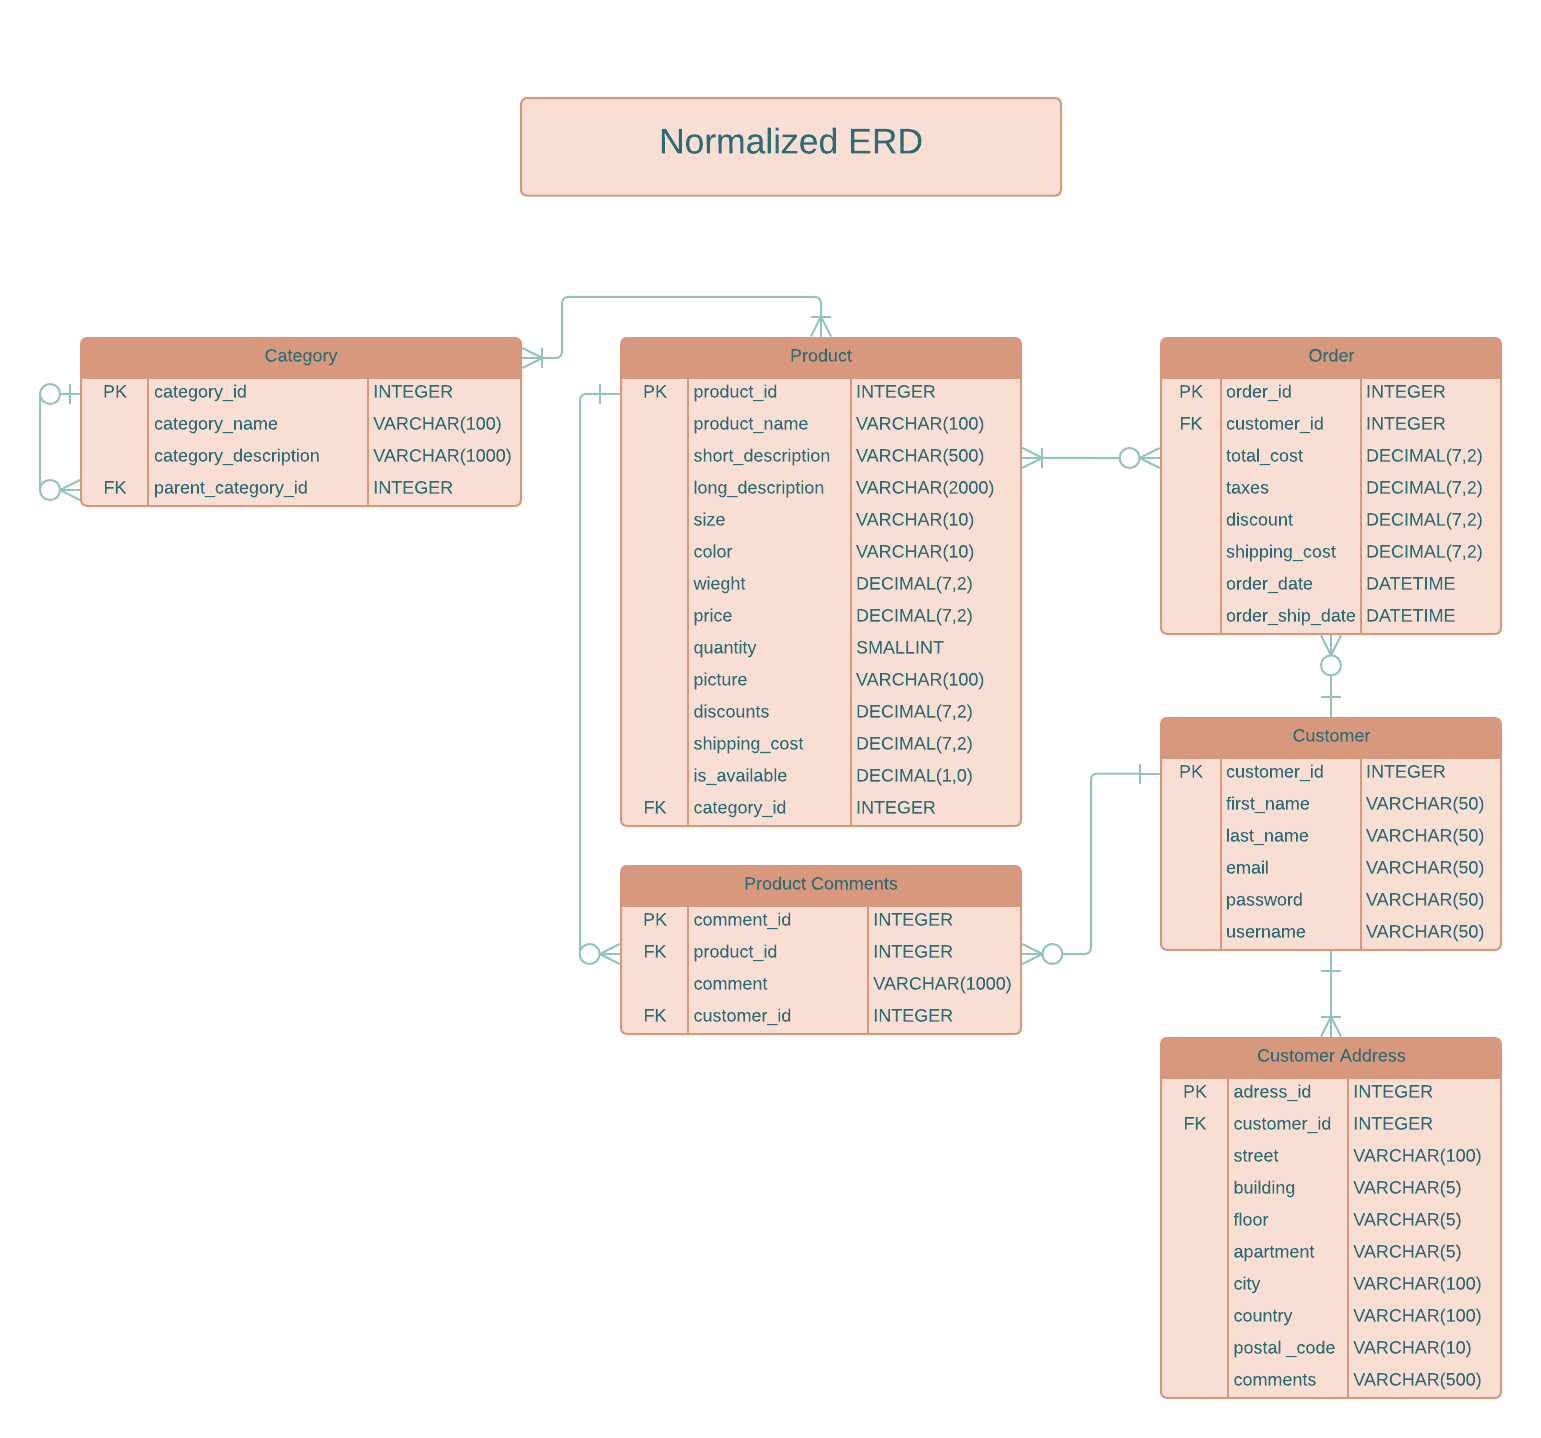 Normalized ERD
Category
PK category_id INTEGER
category_name VARCHAR(100)
category_description VARCHAR(1000)
FK parent_category_id INTEGER
Product
PK product_id INTEGER
product_name VARCHAR(100)
short_description VARCHAR(500)
long_description VARCHAR(2000)
size VARCHAR(10)
color VARCHAR(10)
wieght DECIMAL(7,2)
price DECIMAL(7,2)
quantity SMALLINT
picture VARCHAR(100)
discounts DECIMAL(7,2)
shipping_cost DECIMAL(7,2)
is_available DECIMAL(1,0)
FK category_id INTEGER
Order
PK order_id INTEGER
FK customer_id INTEGER
total_cost DECIMAL(7,2)
taxes DECIMAL(7,2)
discount DECIMAL(7,2)
shipping_cost DECIMAL(7,2)
order_date DATETIME
order_ship_date DATETIME
Customer
PK customer_id INTEGER
first_name VARCHAR(50)
last_name VARCHAR(50)
email VARCHAR(50)
password VARCHAR(50)
username VARCHAR(50)
Product Comments
PK comment_id INTEGER
FK product_id INTEGER
comment VARCHAR(1000)
FK customer_id INTEGER
Customer Address
PK adress_id INTEGER
FK customer_id INTEGER
street VARCHAR(100)
building VARCHAR(5)
floor VARCHAR(5)
apartment VARCHAR(5)
city VARCHAR(100)
country VARCHAR(100)
postal _code VARCHAR(10)
comments VARCHAR(500)